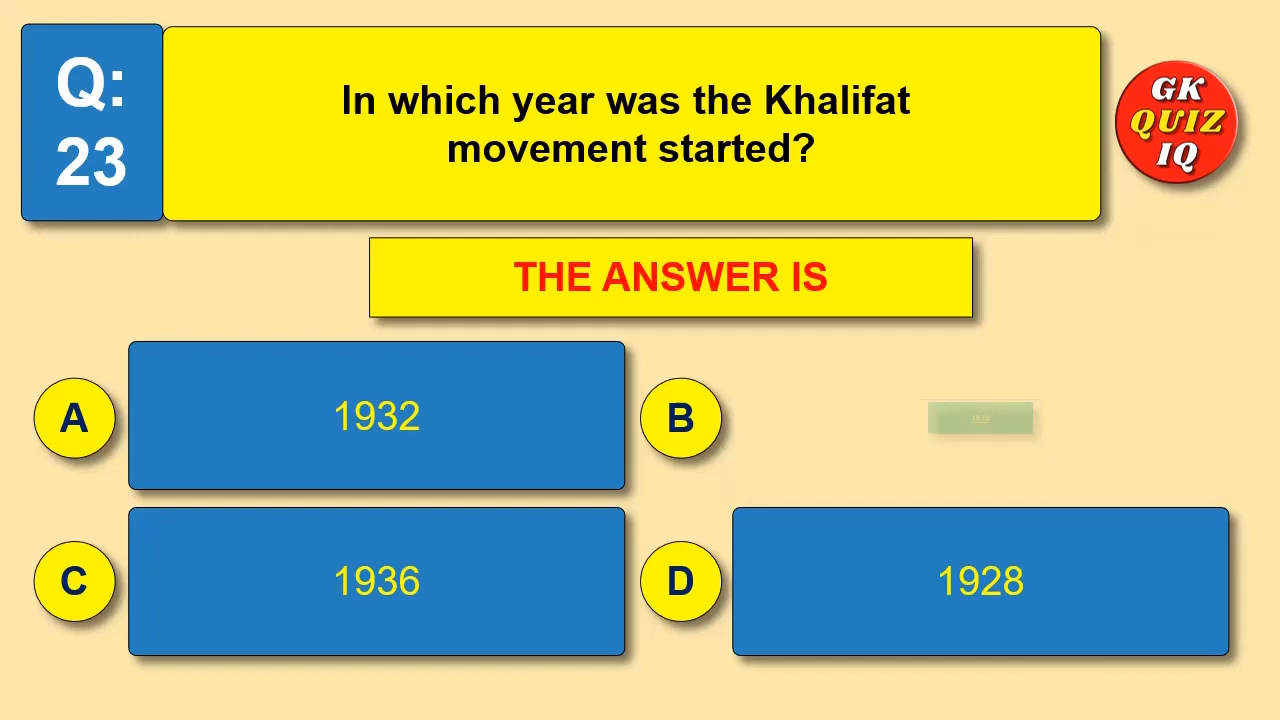 Q:
23
In which year was the Khalifat
movement started?
GK
QUIZ
IQ
THE ANSWER IS
A
1932
B
C
1936
D
1928